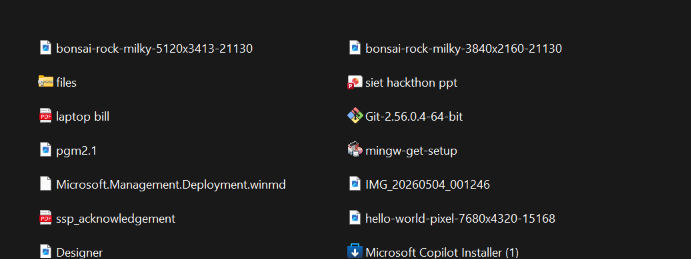 bonsai-rock-milky-5120x3413-21130
bonsai-rock-milky-3840x2160-21130
files
siet hackthon ppt
laptop bill
Git-2.56.0.4-64-bit
pgm2.1
mingw-get-setup
Microsoft.Management.Deployment.winmd
IMG_20260504_001246
ssp_acknowledgement
hello-world-pixel-7680x4320-15168
Designer
Microsoft Copilot Installer (1)